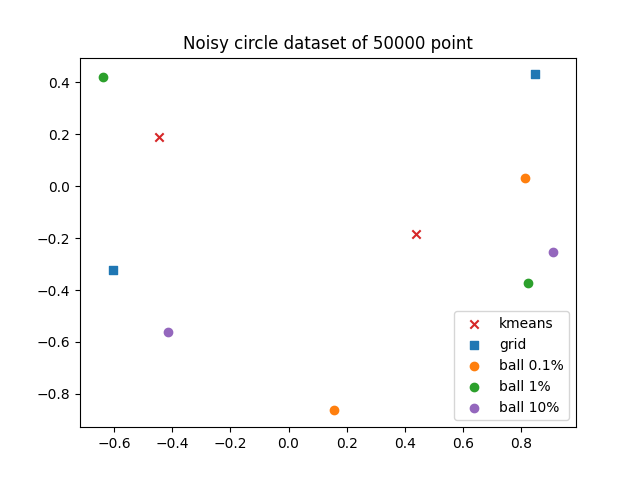 Noisy circle dataset of 50000 point
0.4
0.2
0.0
−0.2
−0.4
−0.6
−0.8
kmeans
grid
ball 0.1%
ball 1%
ball 10%
−0.6 −0.4 −0.2 0.0 0.2 0.4 0.6 0.8